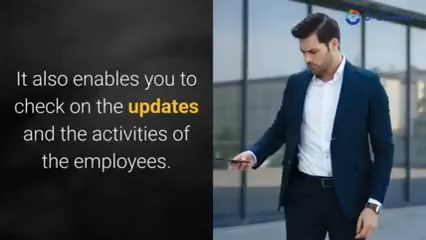 It also enables you to
check on the updates
and the activities of
the employees.